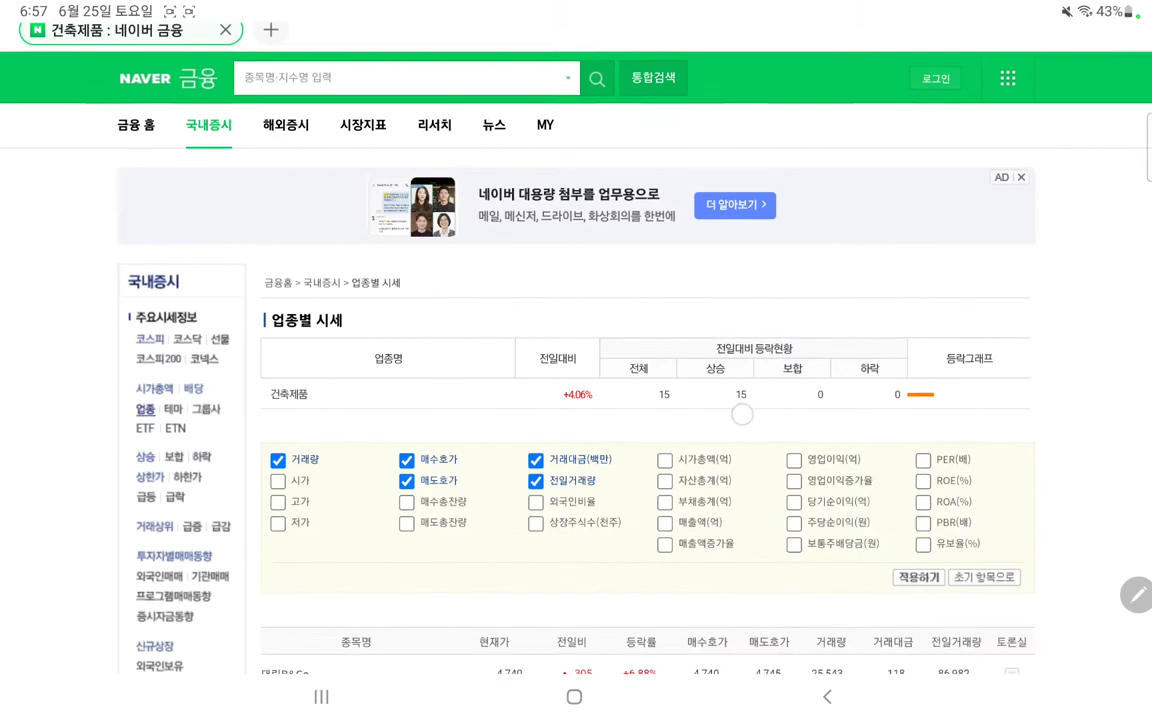 6:57 6월 25일 토요일
43%
N 건축제품 : 네이버 금융
NAVER 금융
종목명·지수명 입력
통합검색
로그인
금융 홈 국내증시 해외증시 시장지표 리서치 뉴스 MY
네이버 대용량 첨부를 업무용으로
메일, 메신저, 드라이브, 화상회의를 한번에
더 알아보기 >
AD
국내증시
주요시세정보
코스피 코스닥 선물
코스피200 코넥스
시가총액 배당
업종 테마 그룹사
ETF ETN
상승 보합 하락
상한가 하한가
급등 급락
거래상위 급증 급감
투자자별매매동향
외국인매매 기관매매
프로그램매매동향
증시자금동향
신규상장
외국인보유
금융홈 > 국내증시 > 업종별 시세
업종별 시세
업종명 전일대비 전일대비 등락현황 등락그래프
전체 상승 보합 하락
건축제품 +4.06% 15 15 0 0
거래량 매수호가 거래대금(백만) 시가총액(억) 영업이익(억) PER(배)
시가 매도호가 전일거래량 자산총계(억) 영업이익증가율 ROE(%)
고가 매수총잔량 외국인비율 부채총계(억) 당기순이익(억) ROA(%)
저가 매도총잔량 상장주식수(천주) 매출액(억) 주당순이익(원) PBR(배)
매출액증가율 보통주배당금(원) 유보율(%)
적용하기 초기 항목으로
종목명 현재가 전일비 등락률 매수호가 매도호가 거래량 거래대금 전일거래량 토론실
대림B&Co 4,740 305 +6.88% 4,740 4,745 25,543 118 86,982